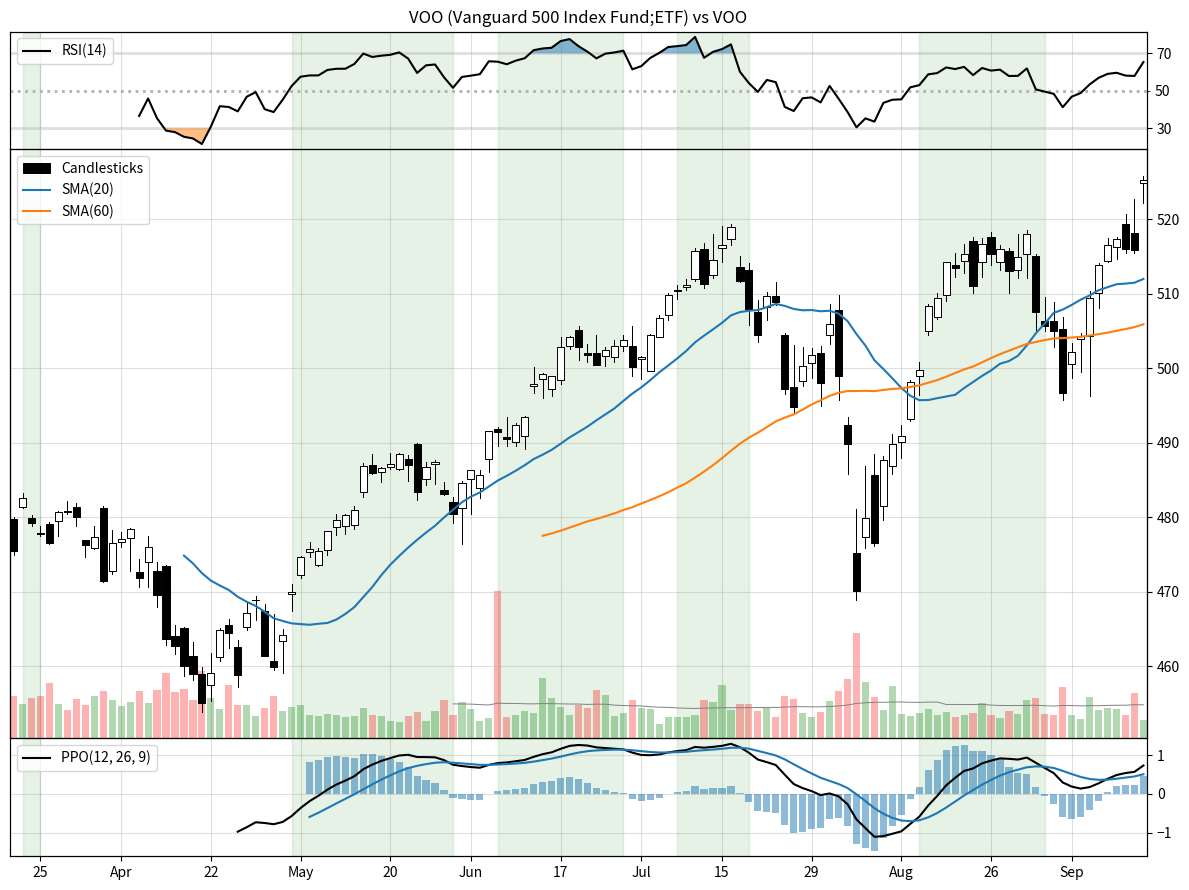 VOO (Vanguard 500 Index Fund;ETF) vs VOO
RSI(14)
70
50
30
Candlesticks
SMA(20)
SMA(60)
520
510
500
490
480
470
460
PPO(12, 26, 9)
1
0
−1
25 Apr 22 May 20 Jun 17 Jul 15 29 Aug 26 Sep